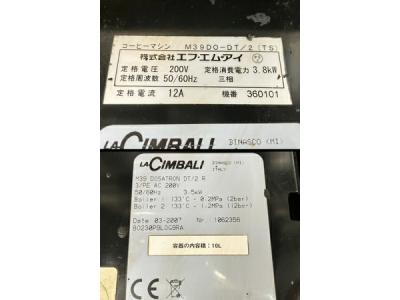 コーヒーマシン M39DO-DT/2 (TS)
株式会社エフ・エム・アイ
定格電圧 200V 定格消費電力 3.8kW
定格周波数 50/60Hz 三相
定格電流 12A 機番 360101
LA CIMBALI BINASCO (MI)
LA CIMBALI
M39 DOSATRON DT/2 R
3/PE AC 200V
50/60Hz 3.5kW
Boiler 1 133°C - 0.2MPa (2bar)
Boiler 2 133°C - 1.2MPa (12bar)
Date 03-2007 Nr. 1062356
容器の内容積:10L
CE